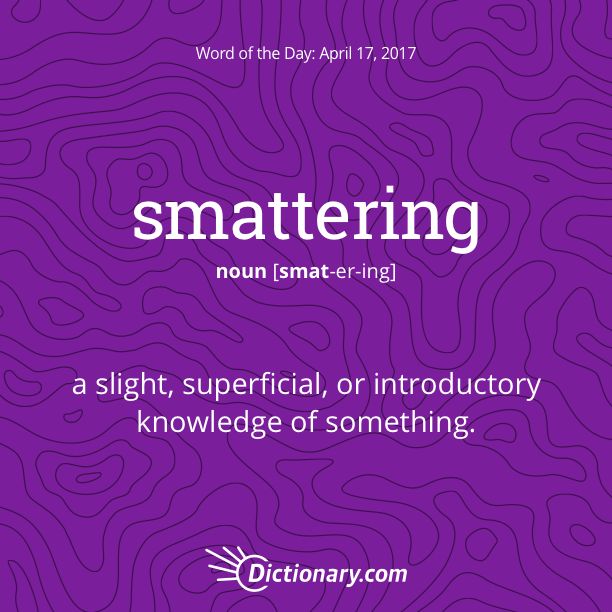 Word of the Day: April 17, 2017
smattering
noun [smat-er-ing]
a slight, superficial, or introductory
knowledge of something.
Dictionary.com